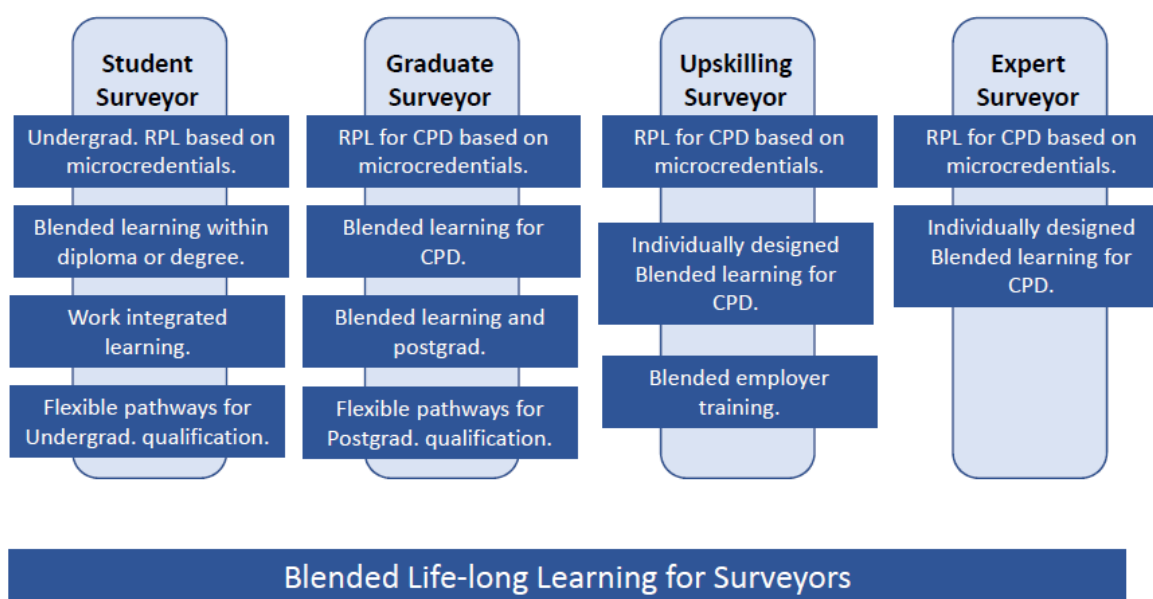 Student
Surveyor
Undergrad. RPL based on
microcredentials.
Blended learning within
diploma or degree.
Work integrated
learning.
Flexible pathways for
Undergrad. qualification.
Graduate
Surveyor
RPL for CPD based on
microcredentials.
Blended learning for
CPD.
Blended learning and
postgrad.
Flexible pathways for
Postgrad. qualification.
Upskilling
Surveyor
RPL for CPD based on
microcredentials.
Individually designed
Blended learning for
CPD.
Blended employer
training.
Expert
Surveyor
RPL for CPD based on
microcredentials.
Individually designed
Blended learning for
CPD.
Blended Life-long Learning for Surveyors